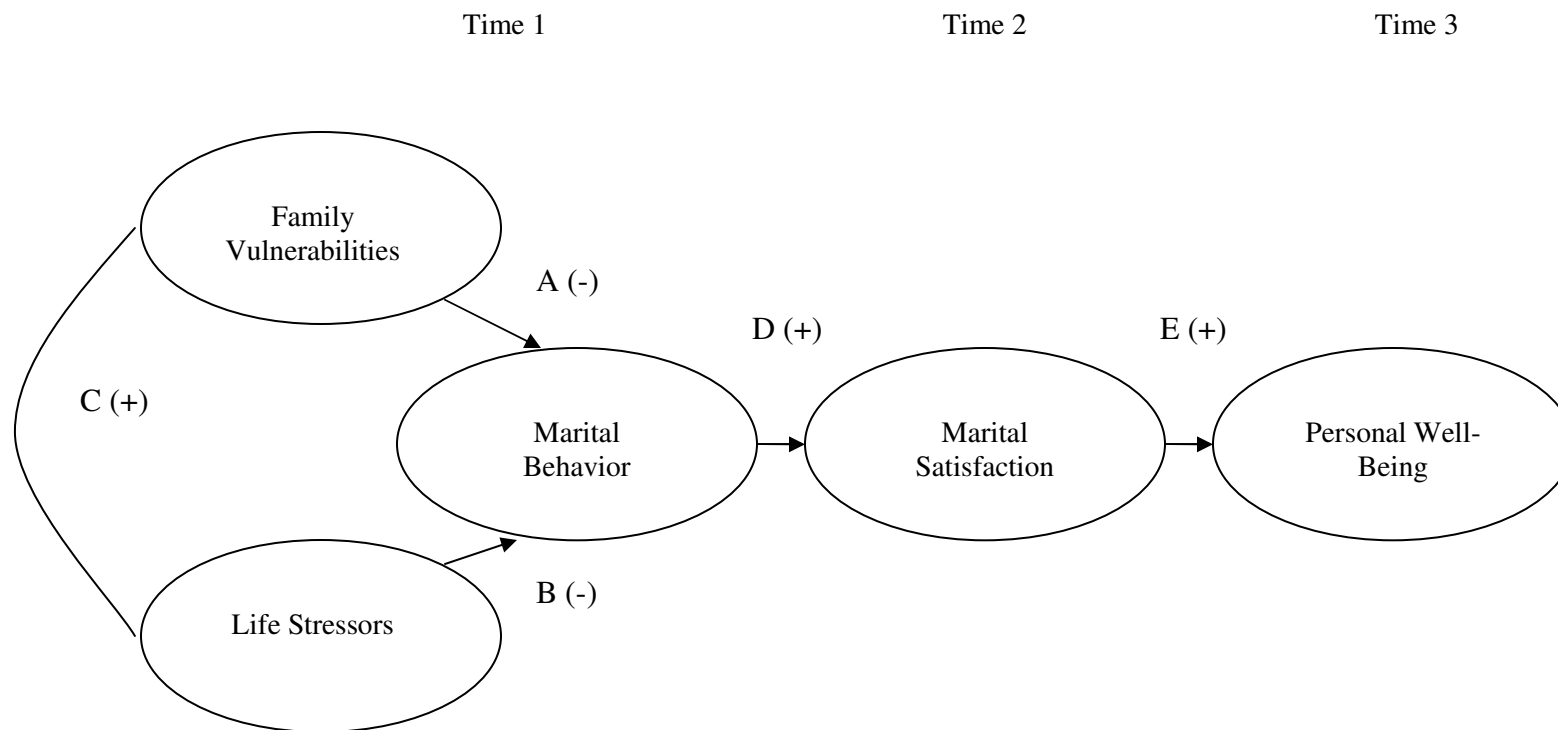 Time 1
Time 2
Time 3
Family
Vulnerabilities
A (-)
D (+)
E (+)
C (+)
Marital
Behavior
Marital
Satisfaction
Personal Well-
Being
B (-)
Life Stressors